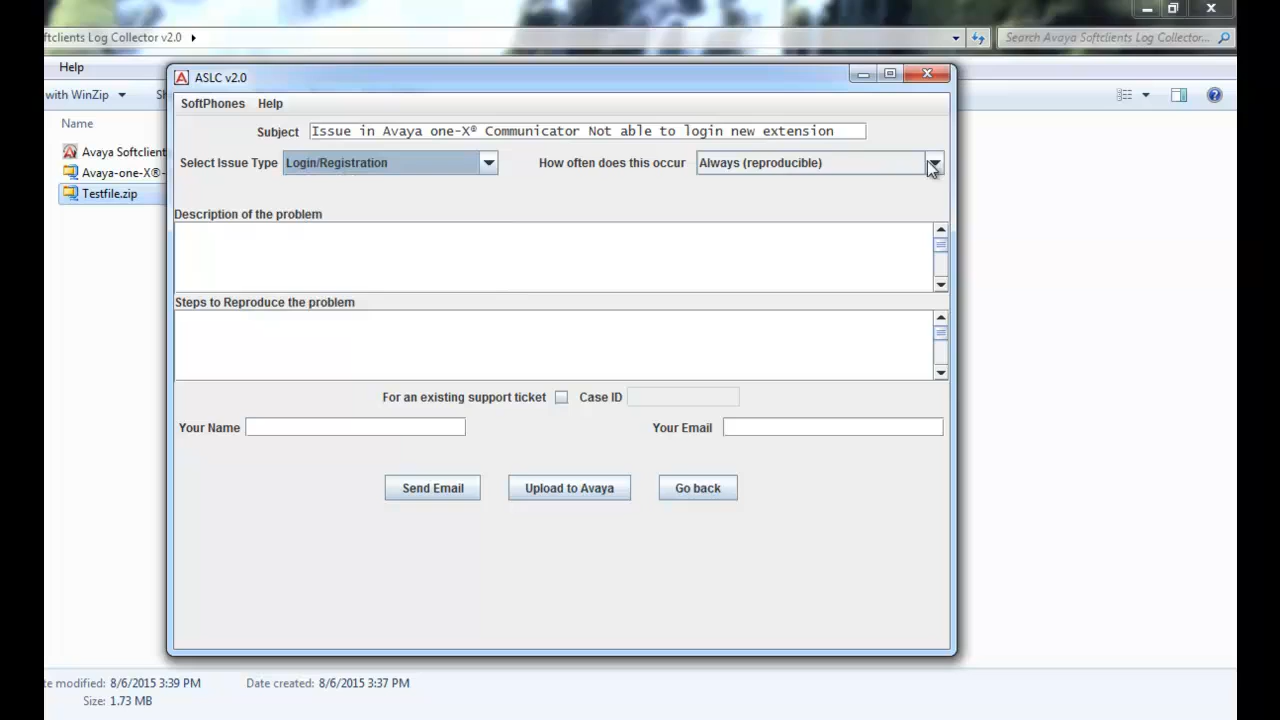 ftclients Log Collector v2.0
Search Avaya Softclients Log Collector...
Help
with WinZip
Name
Avaya Softclient
Avaya-one-X®-
Testfile.zip
ASLC v2.0
SoftPhones Help
Subject Issue in Avaya one-X® Communicator Not able to login new extension
Select Issue Type Login/Registration How often does this occur Always (reproducible)
Description of the problem
Steps to Reproduce the problem
For an existing support ticket Case ID
Your Name Your Email
Send Email Upload to Avaya Go back
te modified: 8/6/2015 3:39 PM Date created: 8/6/2015 3:37 PM
Size: 1.73 MB